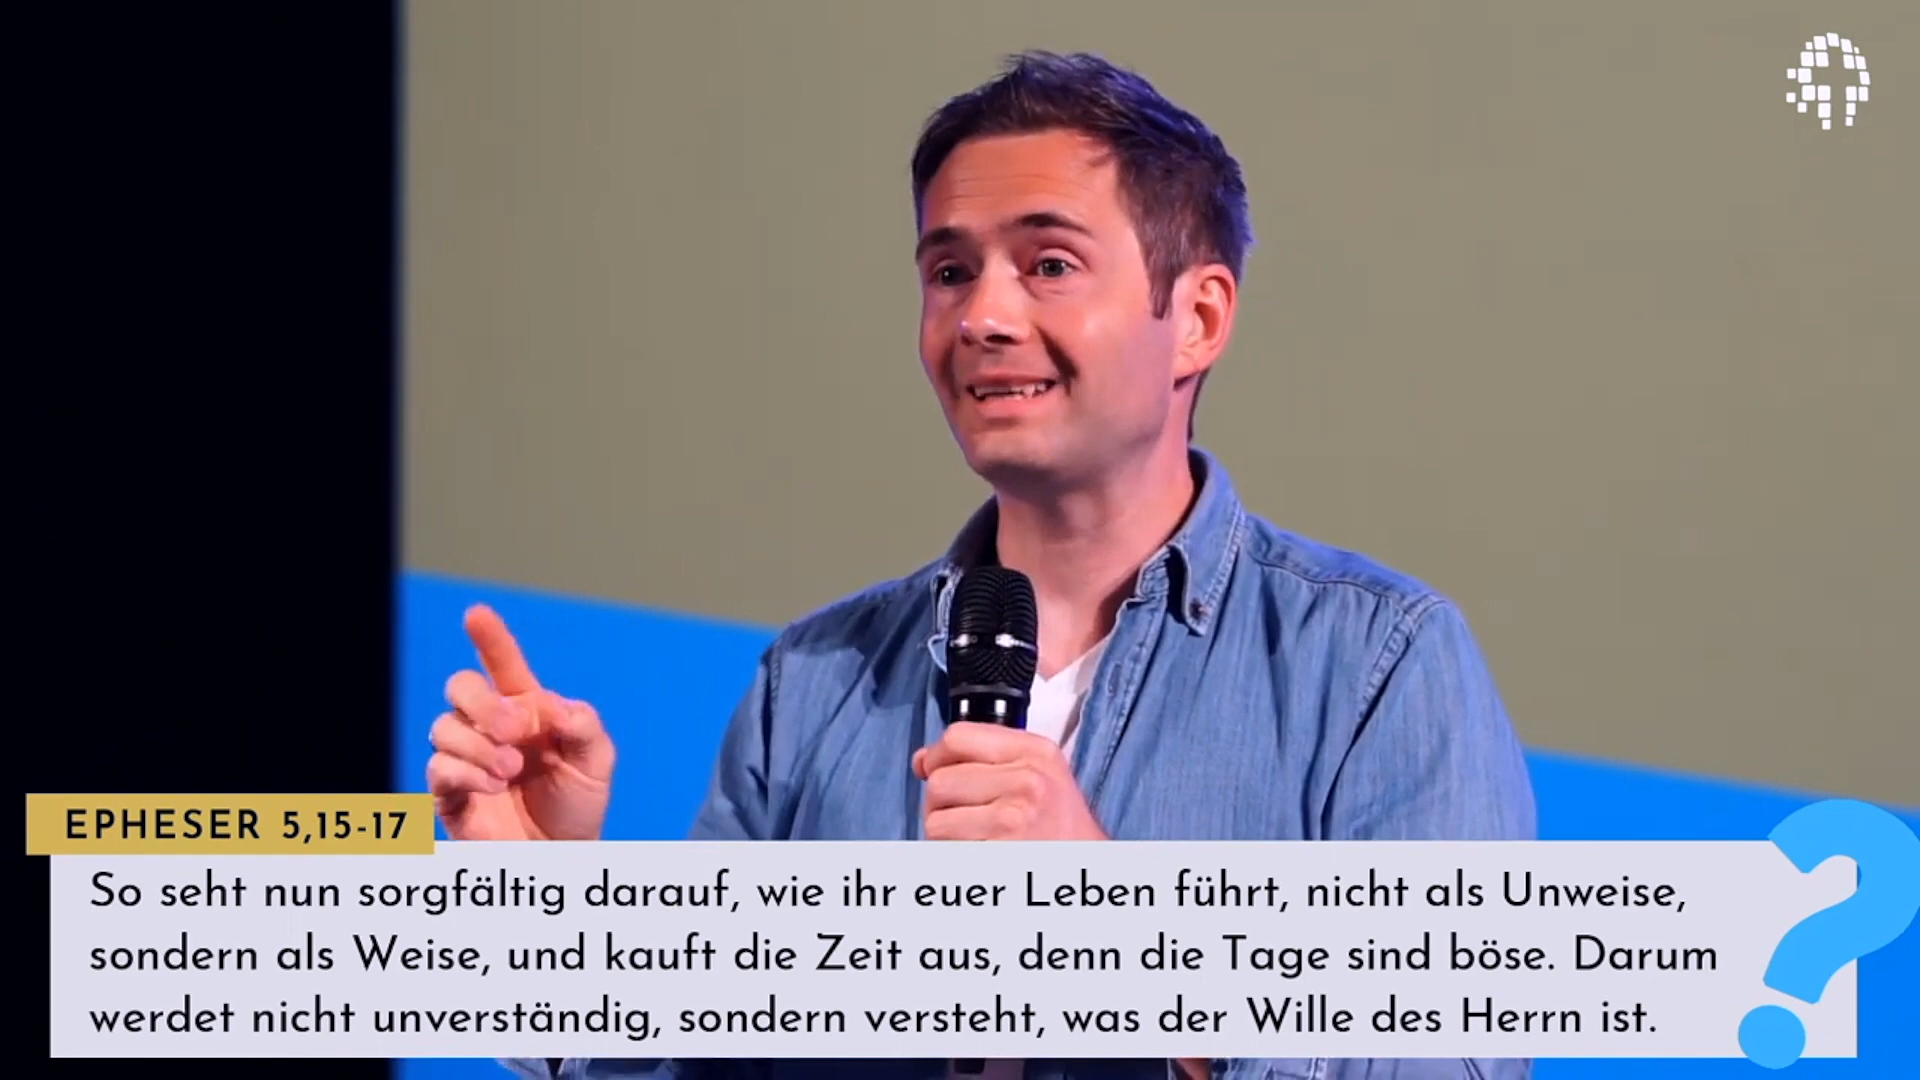 EPHESER 5,15-17
So seht nun sorgfältig darauf, wie ihr euer Leben führt, nicht als Unweise,
sondern als Weise, und kauft die Zeit aus, denn die Tage sind böse. Darum
werdet nicht unverständig, sondern versteht, was der Wille des Herrn ist.
?